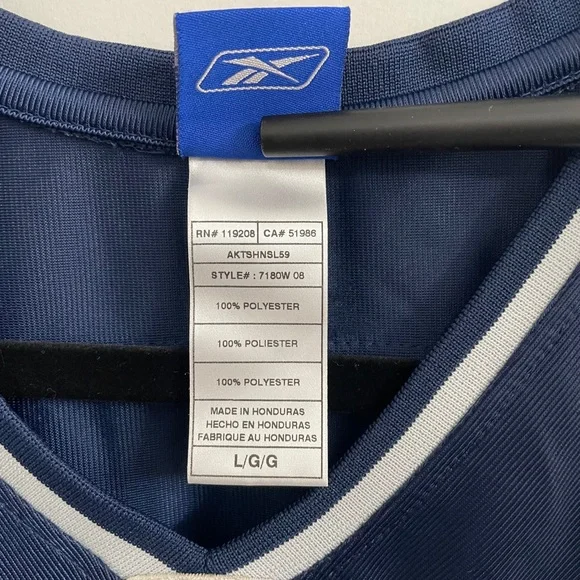 RN# 119208 CA# 51986
AKTSHNSL59
STYLE# : 7180W 08
100% POLYESTER
100% POLIESTER
100% POLYESTER
MADE IN HONDURAS
HECHO EN HONDURAS
FABRIQUE AU HONDURAS
L/G/G